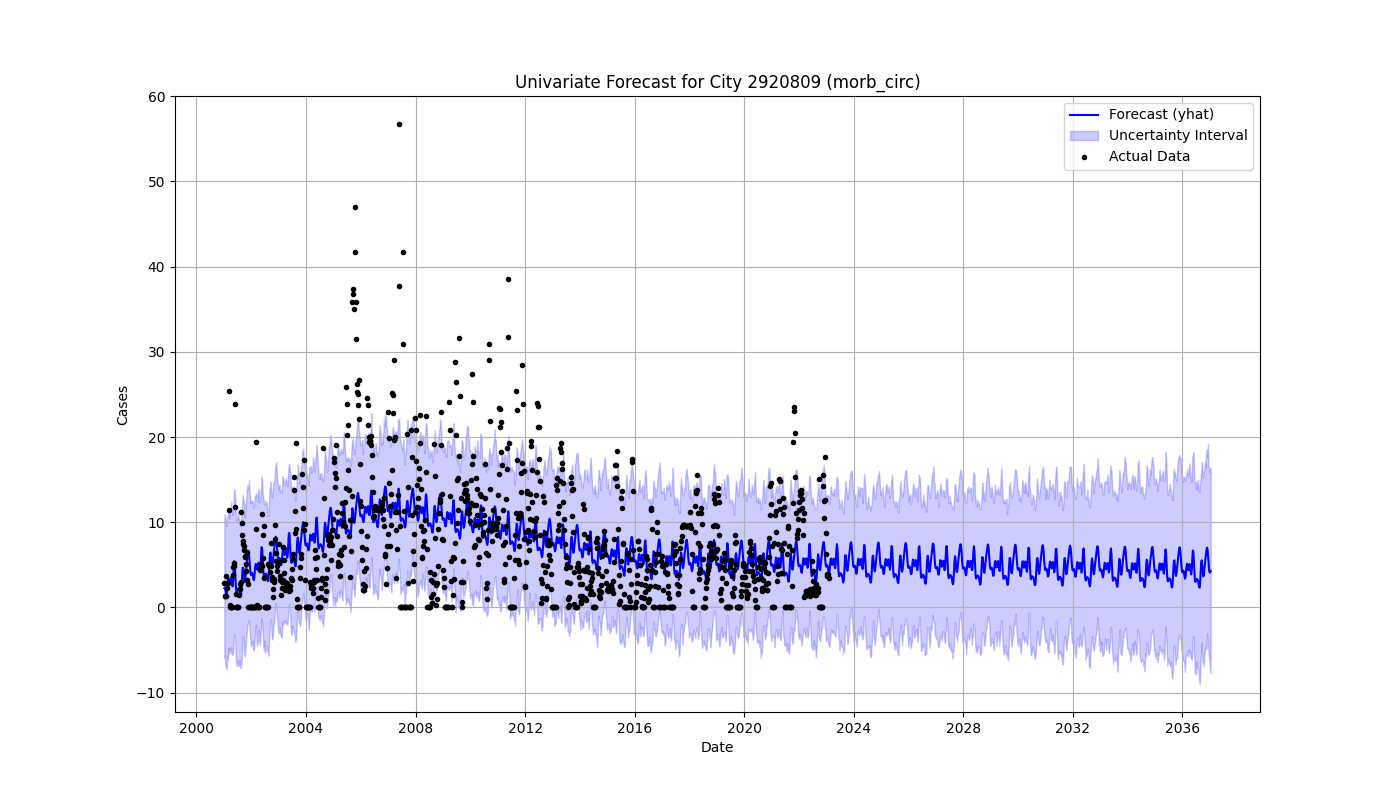 Univariate Forecast for City 2920809 (morb_circ)
Forecast (yhat)
Uncertainty Interval
Actual Data
60
50
40
30
20
10
0
−10
Cases
2000 2004 2008 2012 2016 2020 2024 2028 2032 2036
Date